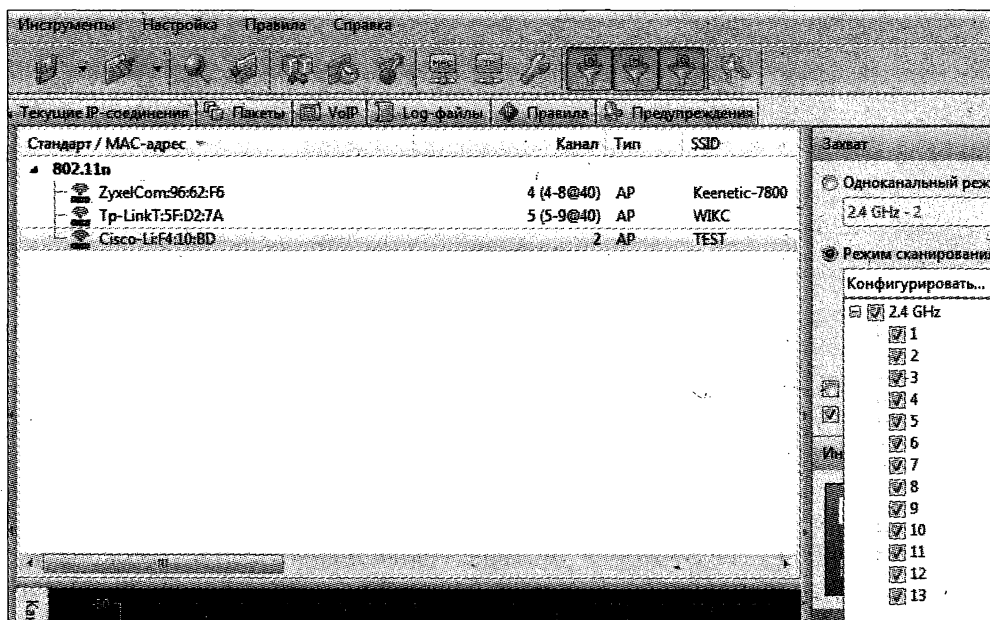 Инструменты Настройка Правила Справка
Текущие IP-соединения Пакеты VoIP Log-файлы Правила Предупреждения
Стандарт / МАС-адрес Канал Тип SSID
802.11n
ZyxelCom:96:62:F6 4 (4-8@40) AP Keenetic-7800
Tp-LinkT:5F:D2:7A 5 (5-9@40) AP WIKC
Cisco-Li:F4:10:BD 2 AP TEST
Захват
Одноканальный реж
2.4 GHz - 2
Режим сканировани
Конфигурировать...
2.4 GHz
1
2
3
4
5
6
7
8
9
10
11
12
13
Ин
-50
Кан